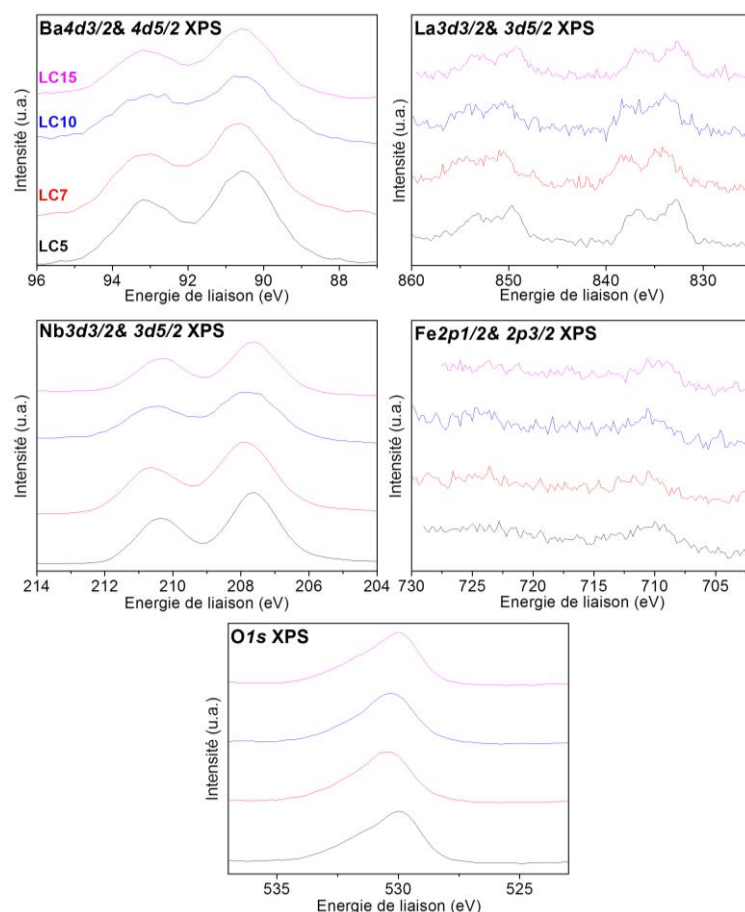 Ba4d3/2& 4d5/2 XPS
LC15
LC10
LC7
LC5
Intensité (u.a.)
96 94 92 90 88
Energie de liaison (eV)
La3d3/2& 3d5/2 XPS
Intensité (u.a.)
860 850 840 830
Energie de liaison (eV)
Nb3d3/2& 3d5/2 XPS
Intensité (u.a.)
214 212 210 208 206 204
Energie de liaison (eV)
Fe2p1/2& 2p3/2 XPS
Intensité (u.a.)
730 725 720 715 710 705
Energie de liaison (eV)
O1s XPS
Intensité (u.a.)
535 530 525
Energie de liaison (eV)